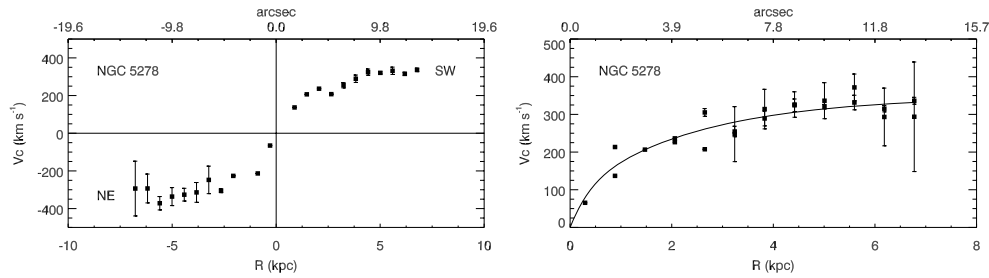 arcsec
-19.6 -9.8 0.0 9.8 19.6
400
200
0
-200
-400
Vc (km s⁻¹)
NGC 5278
SW
NE
-10 -5 0 5 10
R (kpc)
arcsec
0.0 3.9 7.8 11.8 15.7
500
400
300
200
100
0
Vc (km s⁻¹)
NGC 5278
0 2 4 6 8
R (kpc)